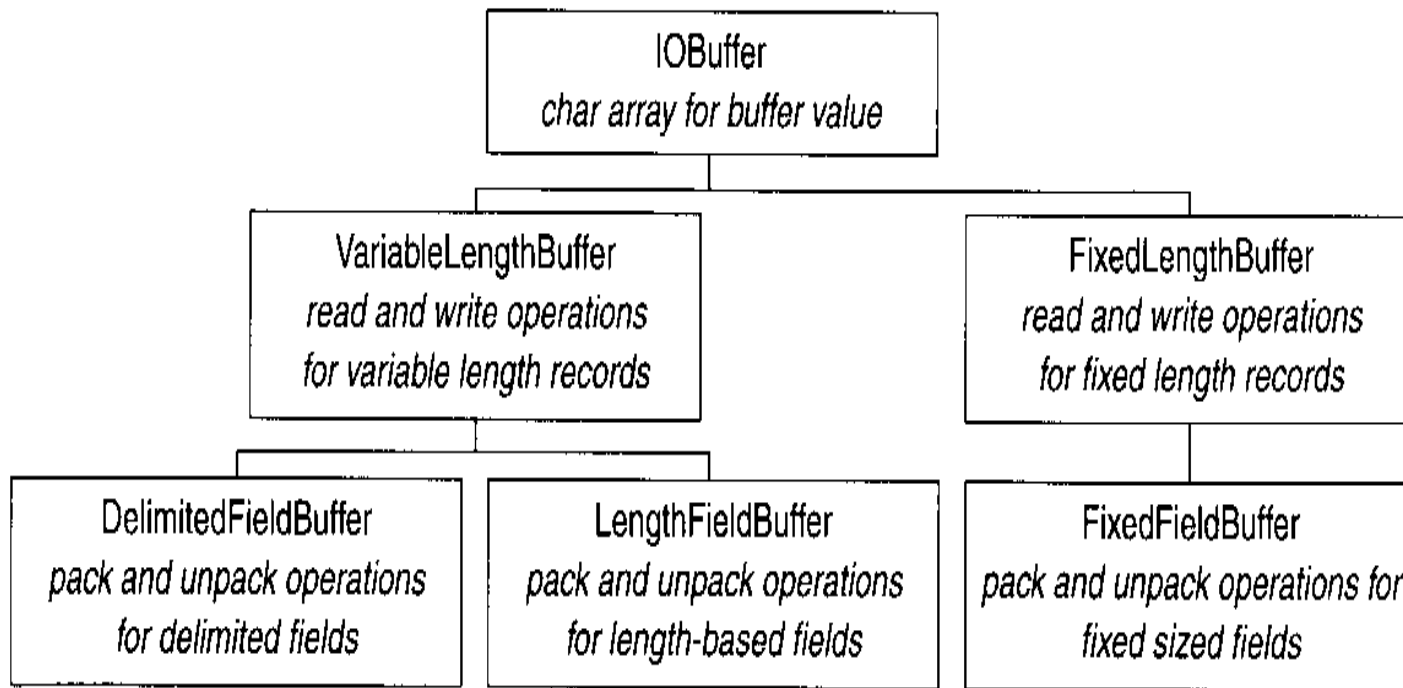 IOBuffer
char array for buffer value
VariableLengthBuffer
read and write operations
for variable length records
FixedLengthBuffer
read and write operations
for fixed length records
DelimitedFieldBuffer
pack and unpack operations
for delimited fields
LengthFieldBuffer
pack and unpack operations
for length-based fields
FixedFieldBuffer
pack and unpack operations for
fixed sized fields